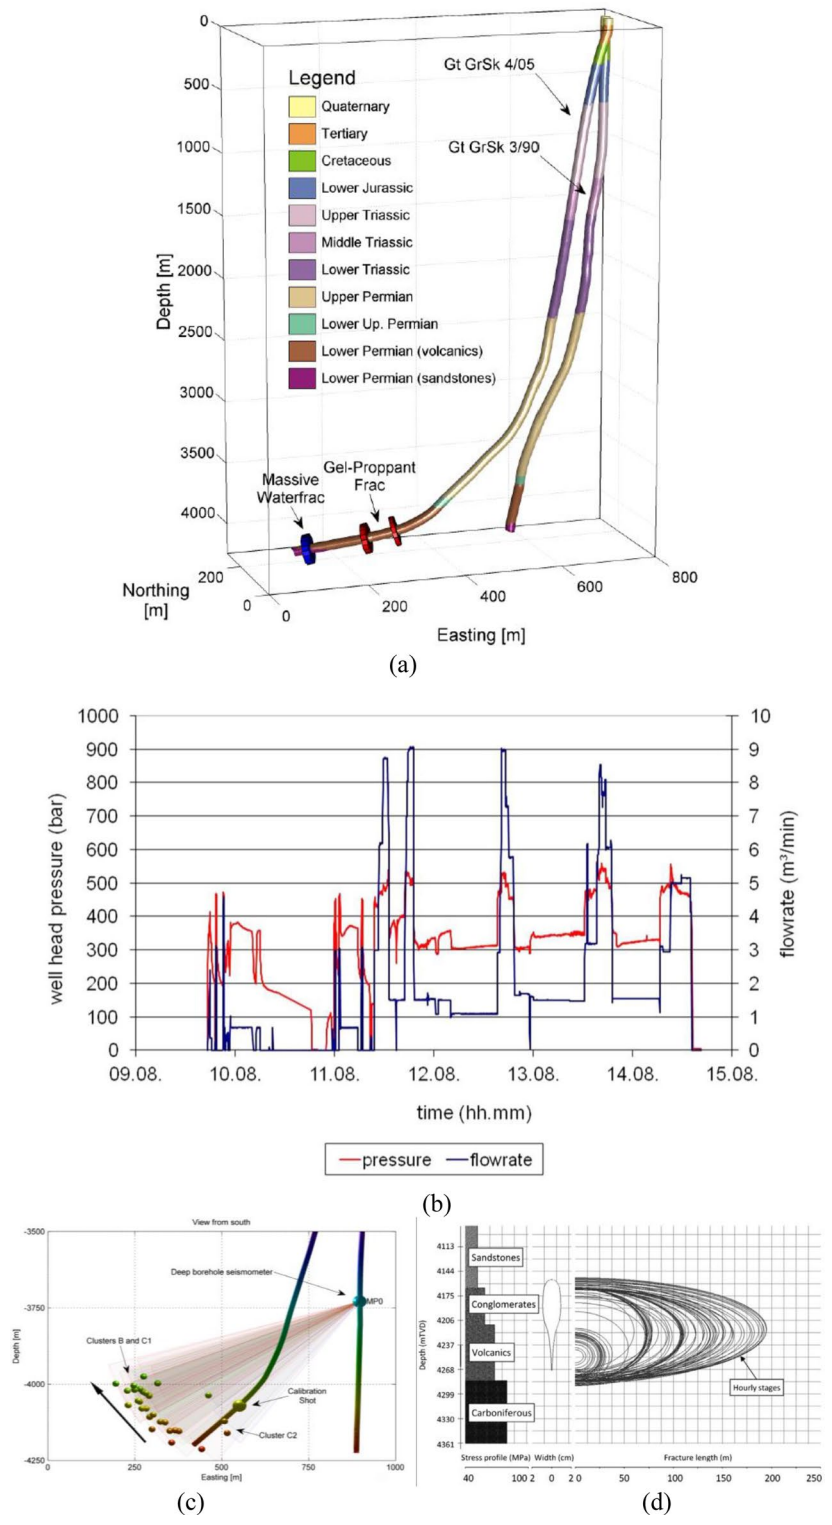 0
500
1000
1500
2000
2500
3000
3500
4000
Depth [m]
Legend
Quaternary
Tertiary
Cretaceous
Lower Jurassic
Upper Triassic
Middle Triassic
Lower Triassic
Upper Permian
Lower Up. Permian
Lower Permian (volcanics)
Lower Permian (sandstones)
Gt GrSk 4/05
Gt GrSk 3/90
Massive
Waterfrac
Gel-Proppant
Frac
200
0
Northing
[m]
0
200
400
600
800
Easting [m]
(a)
1000
900
800
700
600
500
400
300
200
100
0
well head pressure (bar)
10
9
8
7
6
5
4
3
2
1
0
flowrate (m³/min)
09.08. 10.08. 11.08. 12.08. 13.08. 14.08. 15.08.
time (hh.mm)
pressure flowrate
(b)
View from south
-3500
-3750
-4000
-4250
Depth [m]
Deep borehole seismometer
MP0
Clusters B and C1
Calibration
Shot
Cluster C2
0 250 500 750 1000
Easting [m]
(c)
4113
4144
4175
4206
4237
4268
4299
4330
4361
Depth (mTVD)
Sandstones
Conglomerates
Volcanics
Carboniferous
Hourly stages
Stress profile (MPa) Width (cm) Fracture length (m)
40 100 2 0 2 0 50 100 150 200 250
(d)